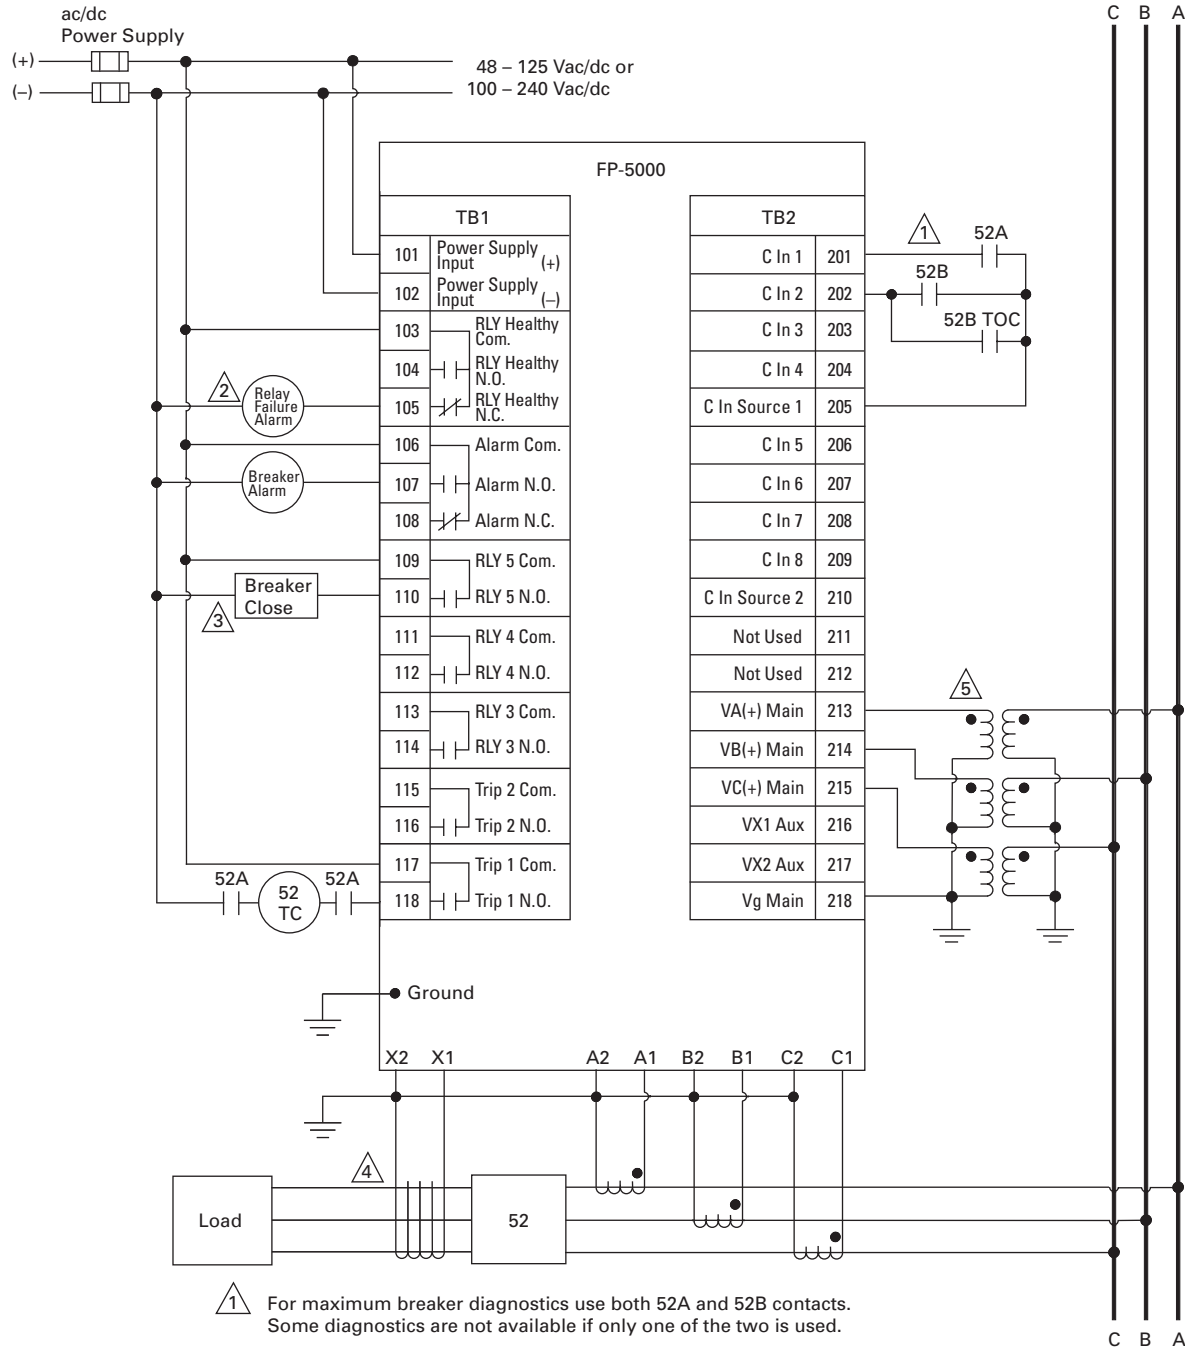 ac/dc
Power Supply
C B A
(+)
48 – 125 Vac/dc or
(–)
100 – 240 Vac/dc
FP-5000
TB1
101 Power Supply Input (+)
102 Power Supply Input (–)
103 RLY Healthy Com.
104 RLY Healthy N.O.
105 RLY Healthy N.C.
106 Alarm Com.
107 Alarm N.O.
108 Alarm N.C.
109 RLY 5 Com.
110 RLY 5 N.O.
111 RLY 4 Com.
112 RLY 4 N.O.
113 RLY 3 Com.
114 RLY 3 N.O.
115 Trip 2 Com.
116 Trip 2 N.O.
117 Trip 1 Com.
118 Trip 1 N.O.
2
Relay
Failure
Alarm
Breaker
Alarm
Breaker
Close
3
52A
52
TC
52A
TB2
C In 1 201
C In 2 202
C In 3 203
C In 4 204
C In Source 1 205
C In 5 206
C In 6 207
C In 7 208
C In 8 209
C In Source 2 210
Not Used 211
Not Used 212
VA(+) Main 213
VB(+) Main 214
VC(+) Main 215
VX1 Aux 216
VX2 Aux 217
Vg Main 218
1
52A
52B
52B TOC
5
Ground
X2 X1 A2 A1 B2 B1 C2 C1
4
Load
52
1 For maximum breaker diagnostics use both 52A and 52B contacts.
Some diagnostics are not available if only one of the two is used.
C B A